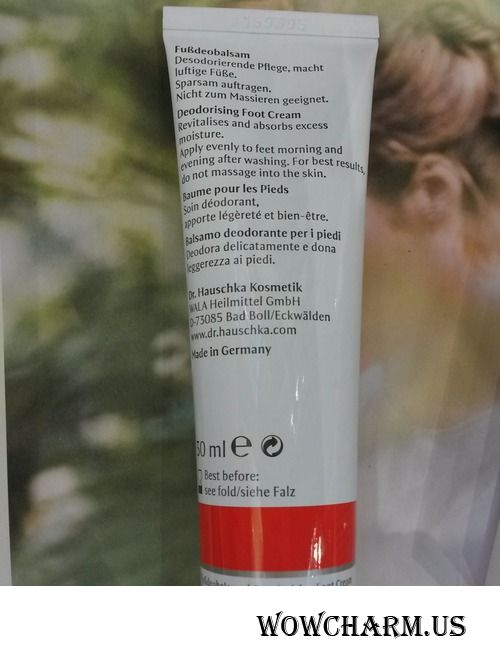 Fußdeobalsam
Desodorierende Pflege, macht
luftige Füße.
Sparsam auftragen.
Nicht zum Massieren geeignet.
Deodorising Foot Cream
Revitalises and absorbs excess
moisture.
Apply evenly to feet morning and
evening after washing. For best results,
do not massage into the skin.
Baume pour les Pieds
Soin déodorant,
apporte légèreté et bien-être.
Balsamo deodorante per i piedi
Deodora delicatamente e dona
leggerezza ai piedi.
Dr. Hauschka Kosmetik
WALA Heilmittel GmbH
D-73085 Bad Boll/Eckwälden
www.dr.hauschka.com
Made in Germany
ml e
Best before:
see fold/siehe Falz
Foot Cream
WOWCHARM.US